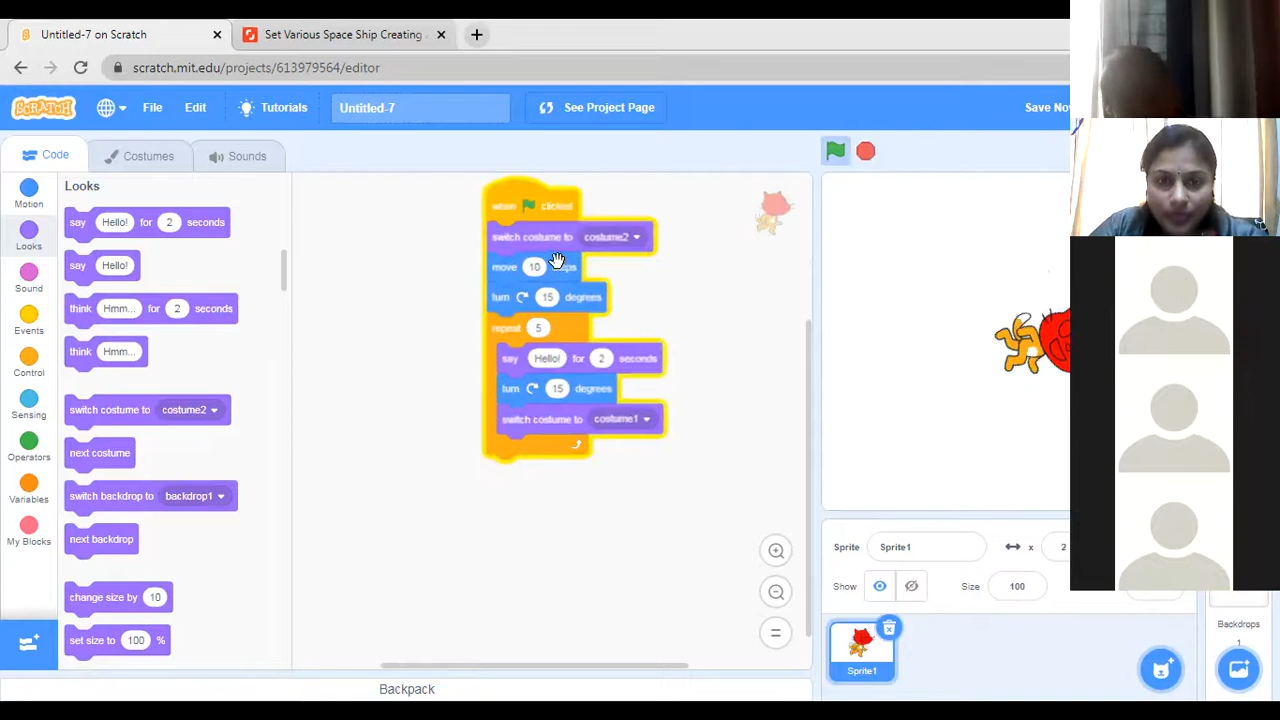 Untitled-7 on Scratch
Set Various Space Ship Creating
scratch.mit.edu/projects/613979564/editor
SCRATCH
File
Edit
Tutorials
Untitled-7
See Project Page
Save Now
Code
Costumes
Sounds
Motion
Looks
Sound
Events
Control
Sensing
Operators
Variables
My Blocks
Looks
say Hello! for 2 seconds
say Hello!
think Hmm... for 2 seconds
think Hmm...
switch costume to costume2
next costume
switch backdrop to backdrop1
next backdrop
change size by 10
set size to 100 %
when clicked
switch costume to costume2
move 10
turn 15 degrees
repeat 5
say Hello! for 2 seconds
turn 15 degrees
switch costume to costume1
Backpack
Sprite
Sprite1
x
2
Show
Size
100
Sprite1
Backdrops
1